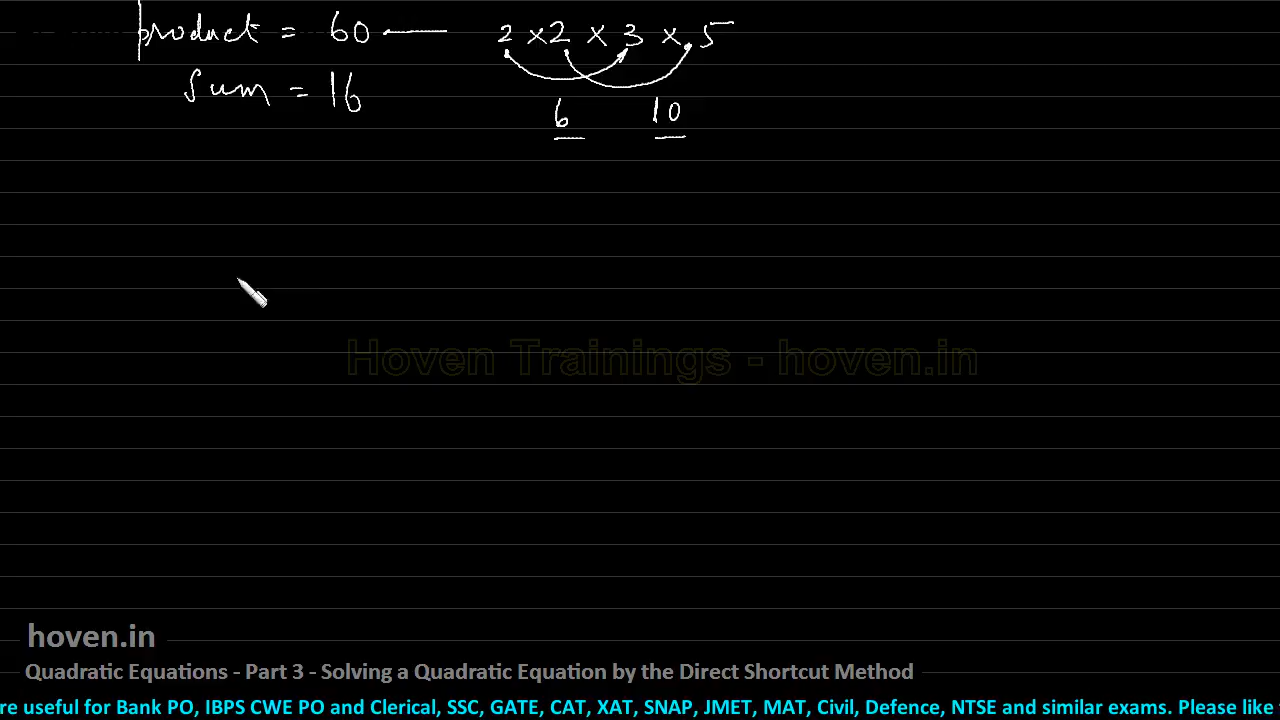 product = 60 — 2 × 2 × 3 × 5
sum = 16
6 10
Hoven Trainings - hoven.in
hoven.in
Quadratic Equations - Part 3 - Solving a Quadratic Equation by the Direct Shortcut Method
re useful for Bank PO, IBPS CWE PO and Clerical, SSC, GATE, CAT, XAT, SNAP, JMET, MAT, Civil, Defence, NTSE and similar exams. Please like